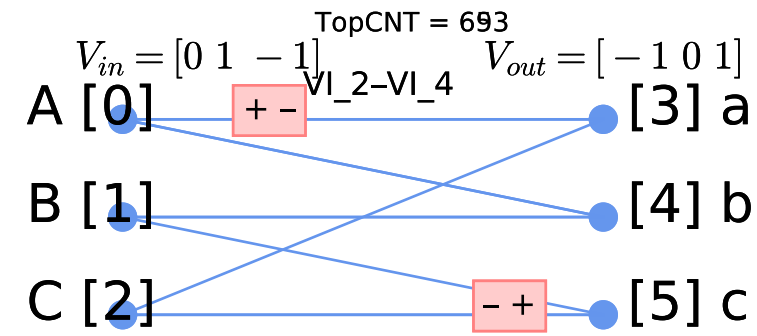 TopCNT = 693
V_in = [0 1 − 1] V_out = [ − 1 0 1]
VI_2–VI_4
A [0] + – [3] a
B [1] [4] b
C [2] – + [5] c